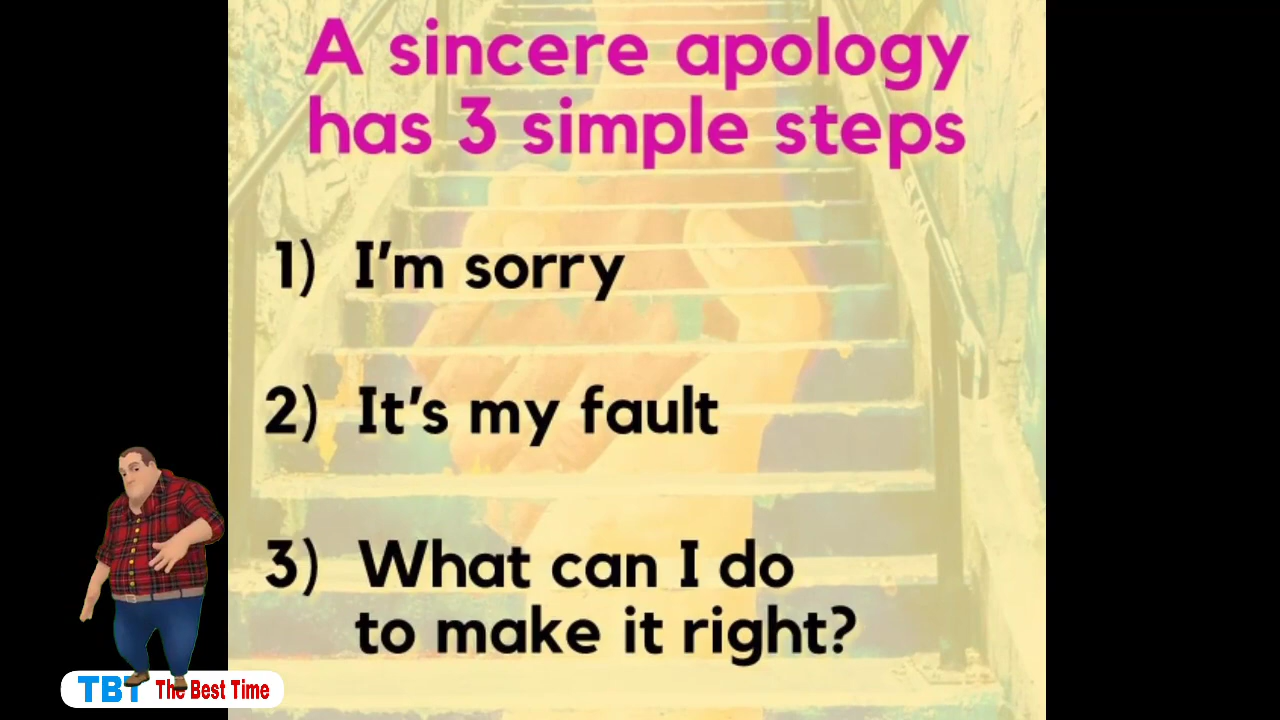 A sincere apology
has 3 simple steps
1) I'm sorry
2) It's my fault
3) What can I do
to make it right?
TBT The Best Time